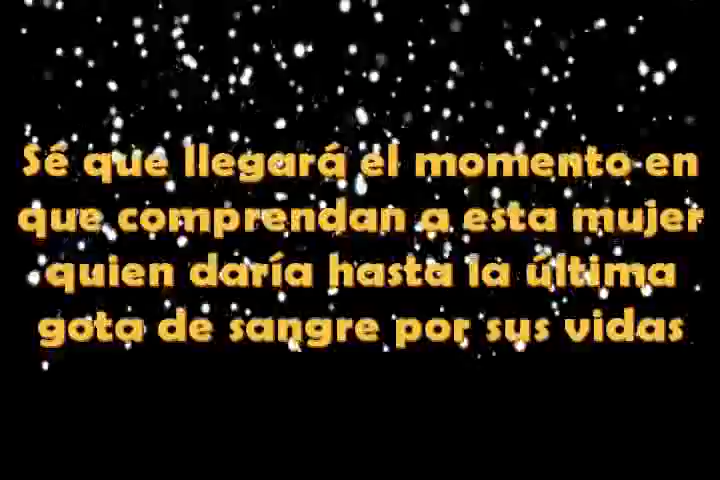 Sé que llegará el momento en
que comprendan a esta mujer
quien daría hasta la última
gota de sangre por sus vidas